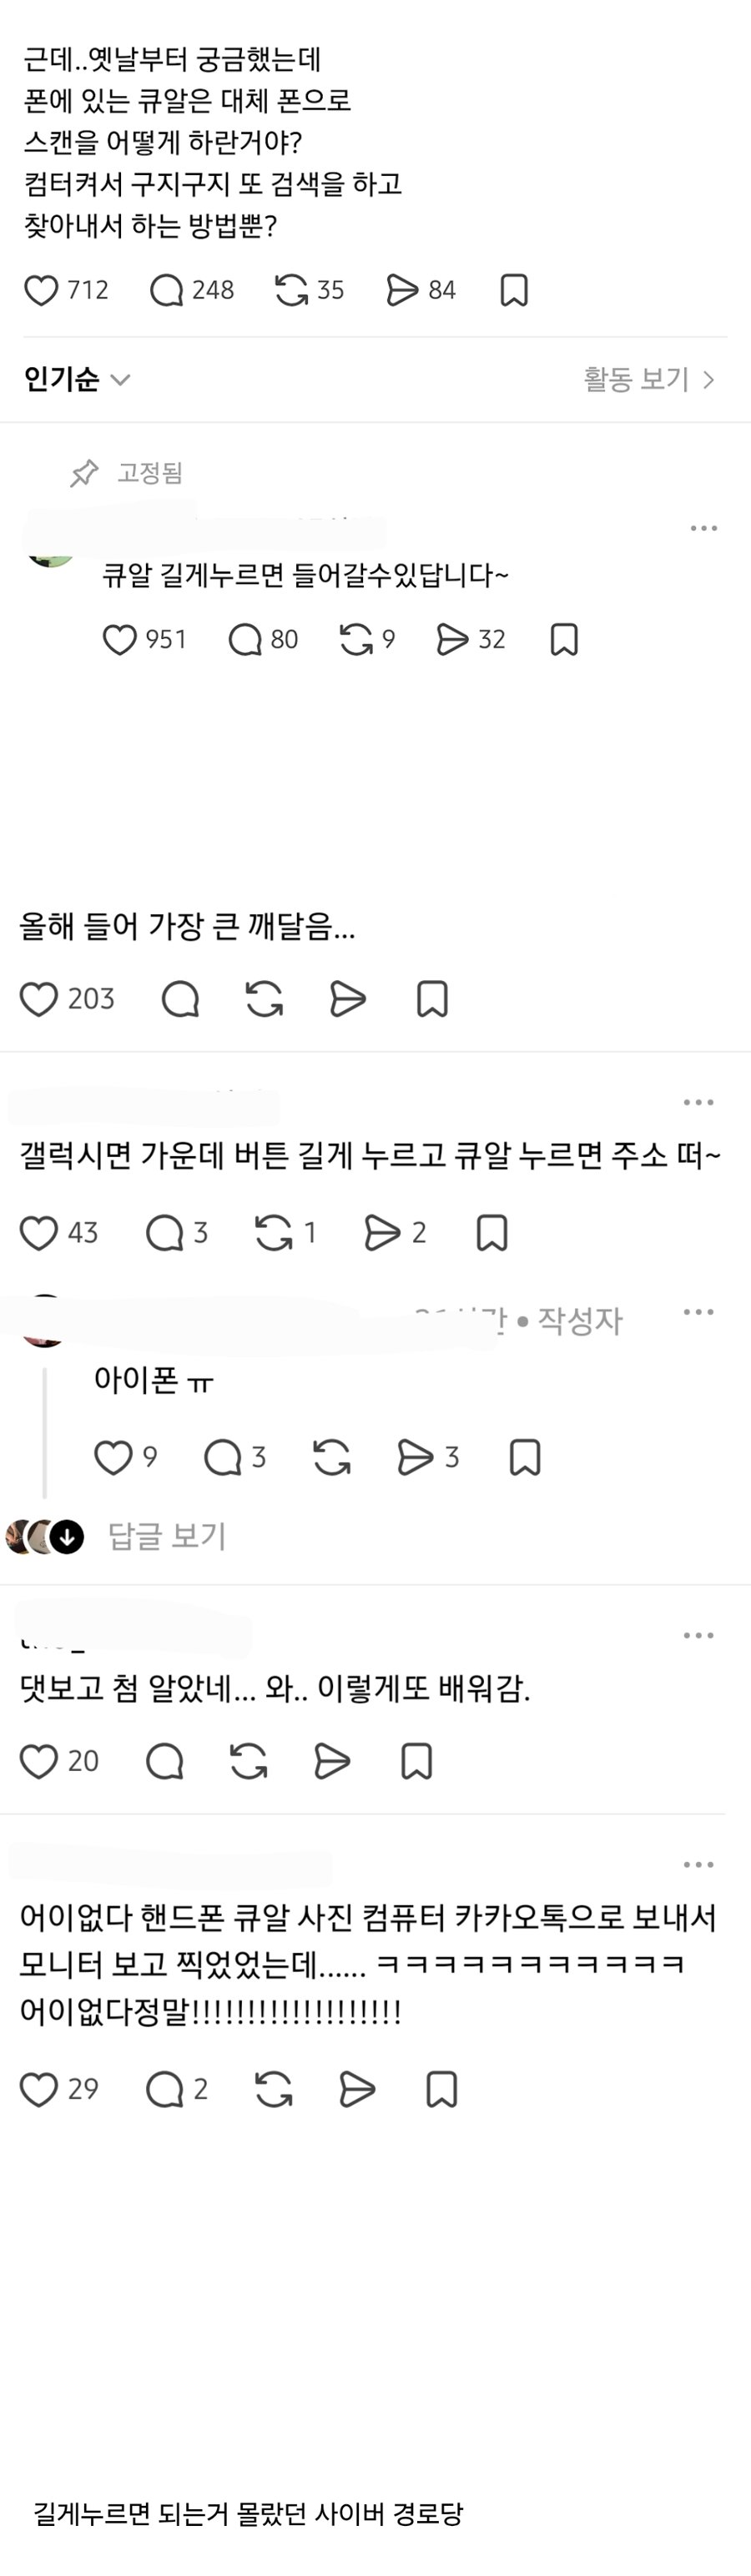 근데..옛날부터 궁금했는데
폰에 있는 큐알은 대체 폰으로
스캔을 어떻게 하란거야?
컴터켜서 구지구지 또 검색을 하고
찾아내서 하는 방법뿐?
712 248 35 84
인기순 활동 보기
고정됨
큐알 길게누르면 들어갈수있답니다~
951 80 9 32
올해 들어 가장 큰 깨달음...
203
갤럭시면 가운데 버튼 길게 누르고 큐알 누르면 주소 떠~
43 3 1 2
• 작성자
아이폰 ㅠ
9 3 3
답글 보기
댓보고 첨 알았네... 와.. 이렇게또 배워감.
20
어이없다 핸드폰 큐알 사진 컴퓨터 카카오톡으로 보내서
모니터 보고 찍었었는데...... ㅋㅋㅋㅋㅋㅋㅋㅋㅋㅋㅋ
어이없다정말!!!!!!!!!!!!!!!!!!!
29 2
길게누르면 되는거 몰랐던 사이버 경로당